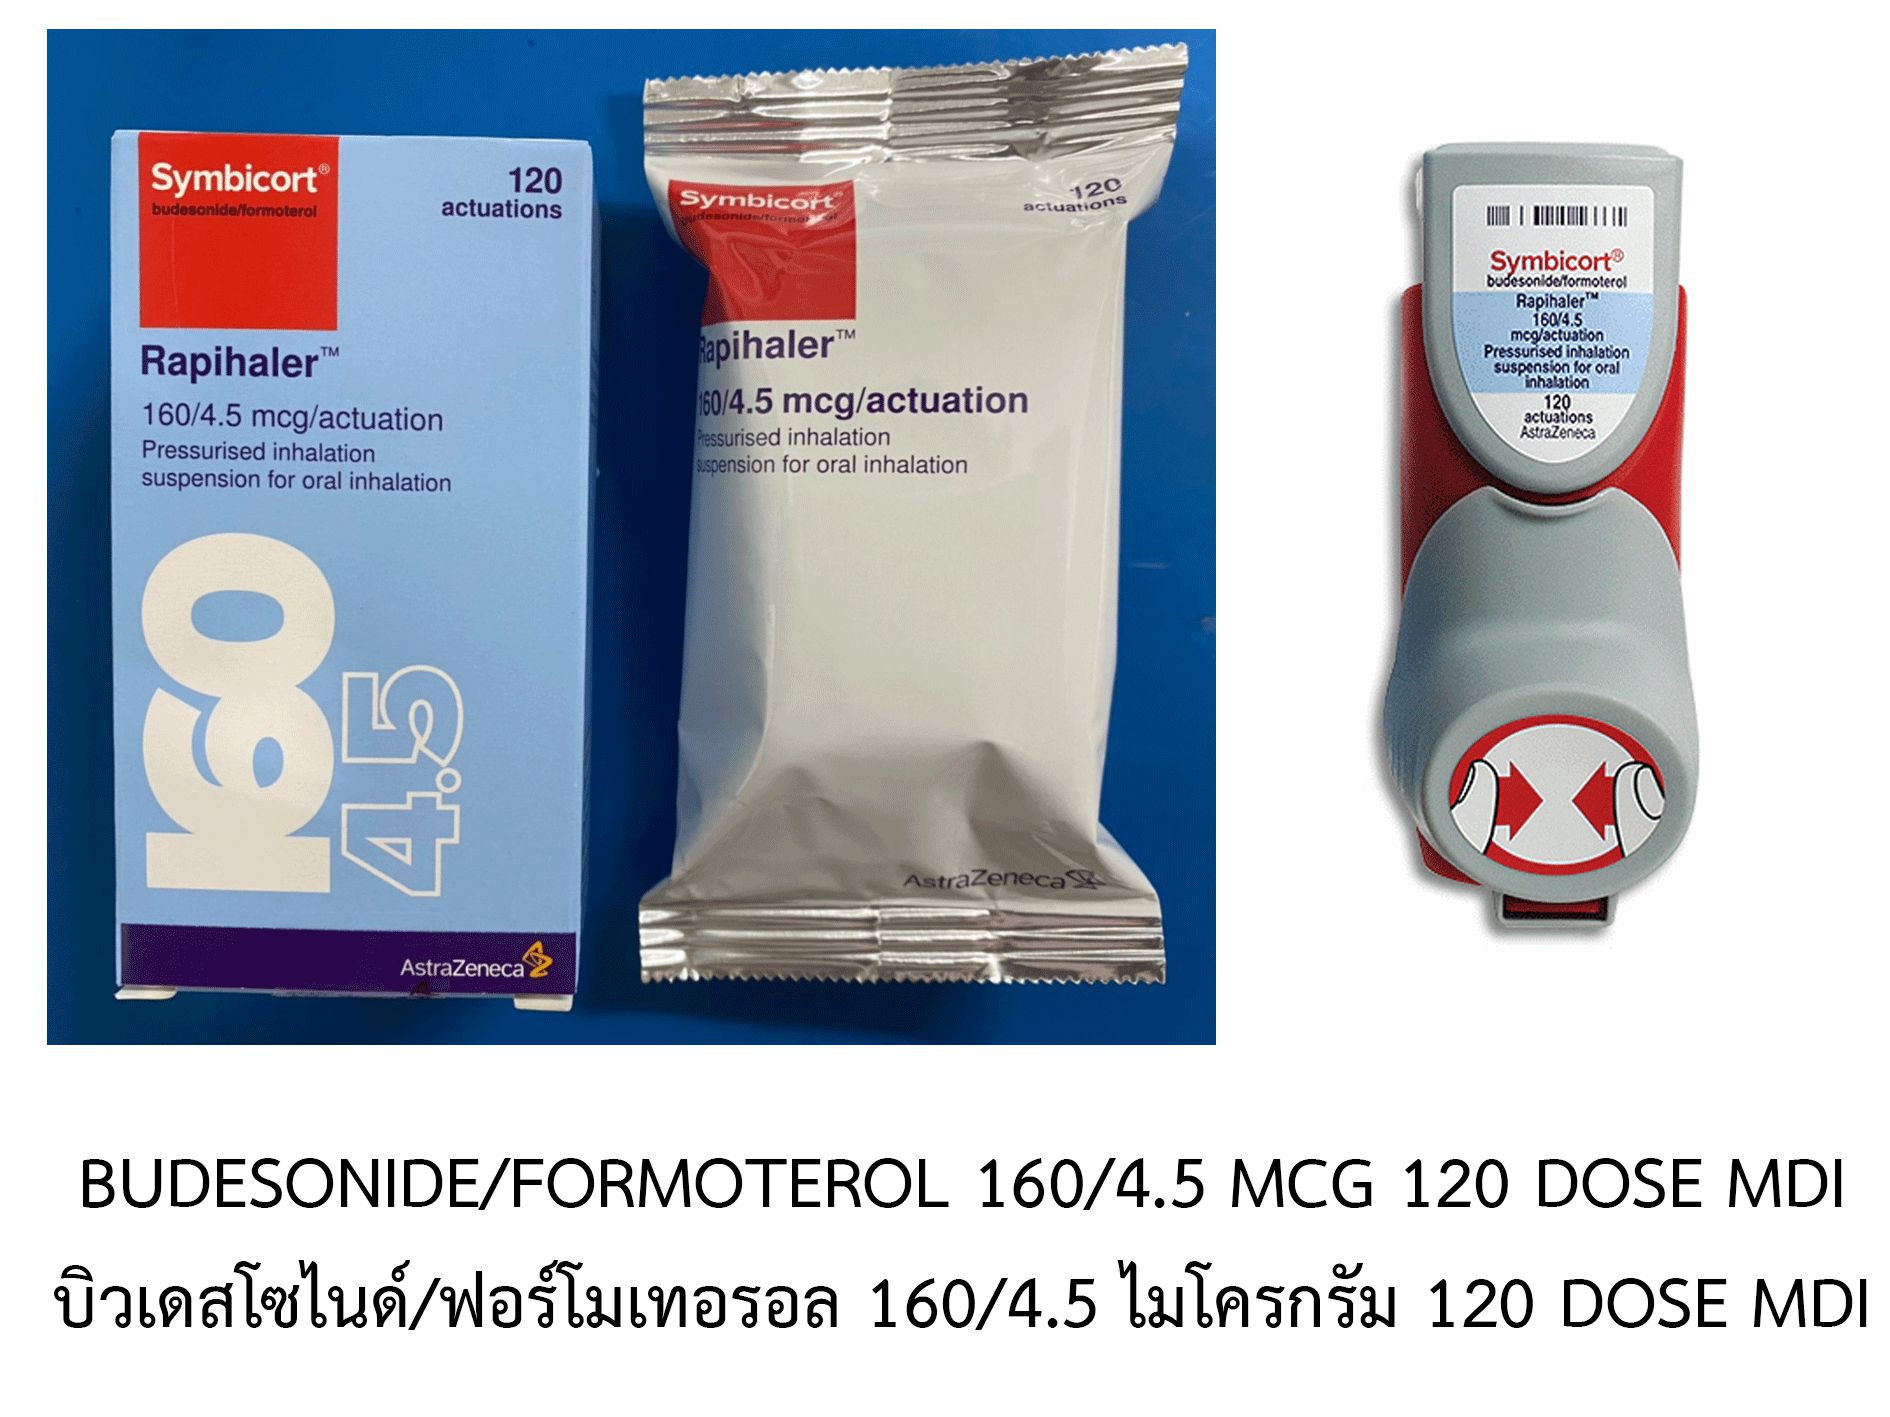 Symbicort®
budesonide/formoterol
120
actuations
Rapihaler™
160/4.5 mcg/actuation
Pressurised inhalation
suspension for oral inhalation
160
4.5
AstraZeneca
Symbicort®
budesonide/formoterol
120
actuations
Rapihaler™
160/4.5 mcg/actuation
Pressurised inhalation
suspension for oral inhalation
AstraZeneca
Symbicort®
budesonide/formoterol
Rapihaler™
160/4.5
mcg/actuation
Pressurised inhalation
suspension for oral
inhalation
120
actuations
AstraZeneca
BUDESONIDE/FORMOTEROL 160/4.5 MCG 120 DOSE MDI
บิวเดสโซไนด์/ฟอร์โมเทอรอล 160/4.5 ไมโครกรัม 120 DOSE MDI